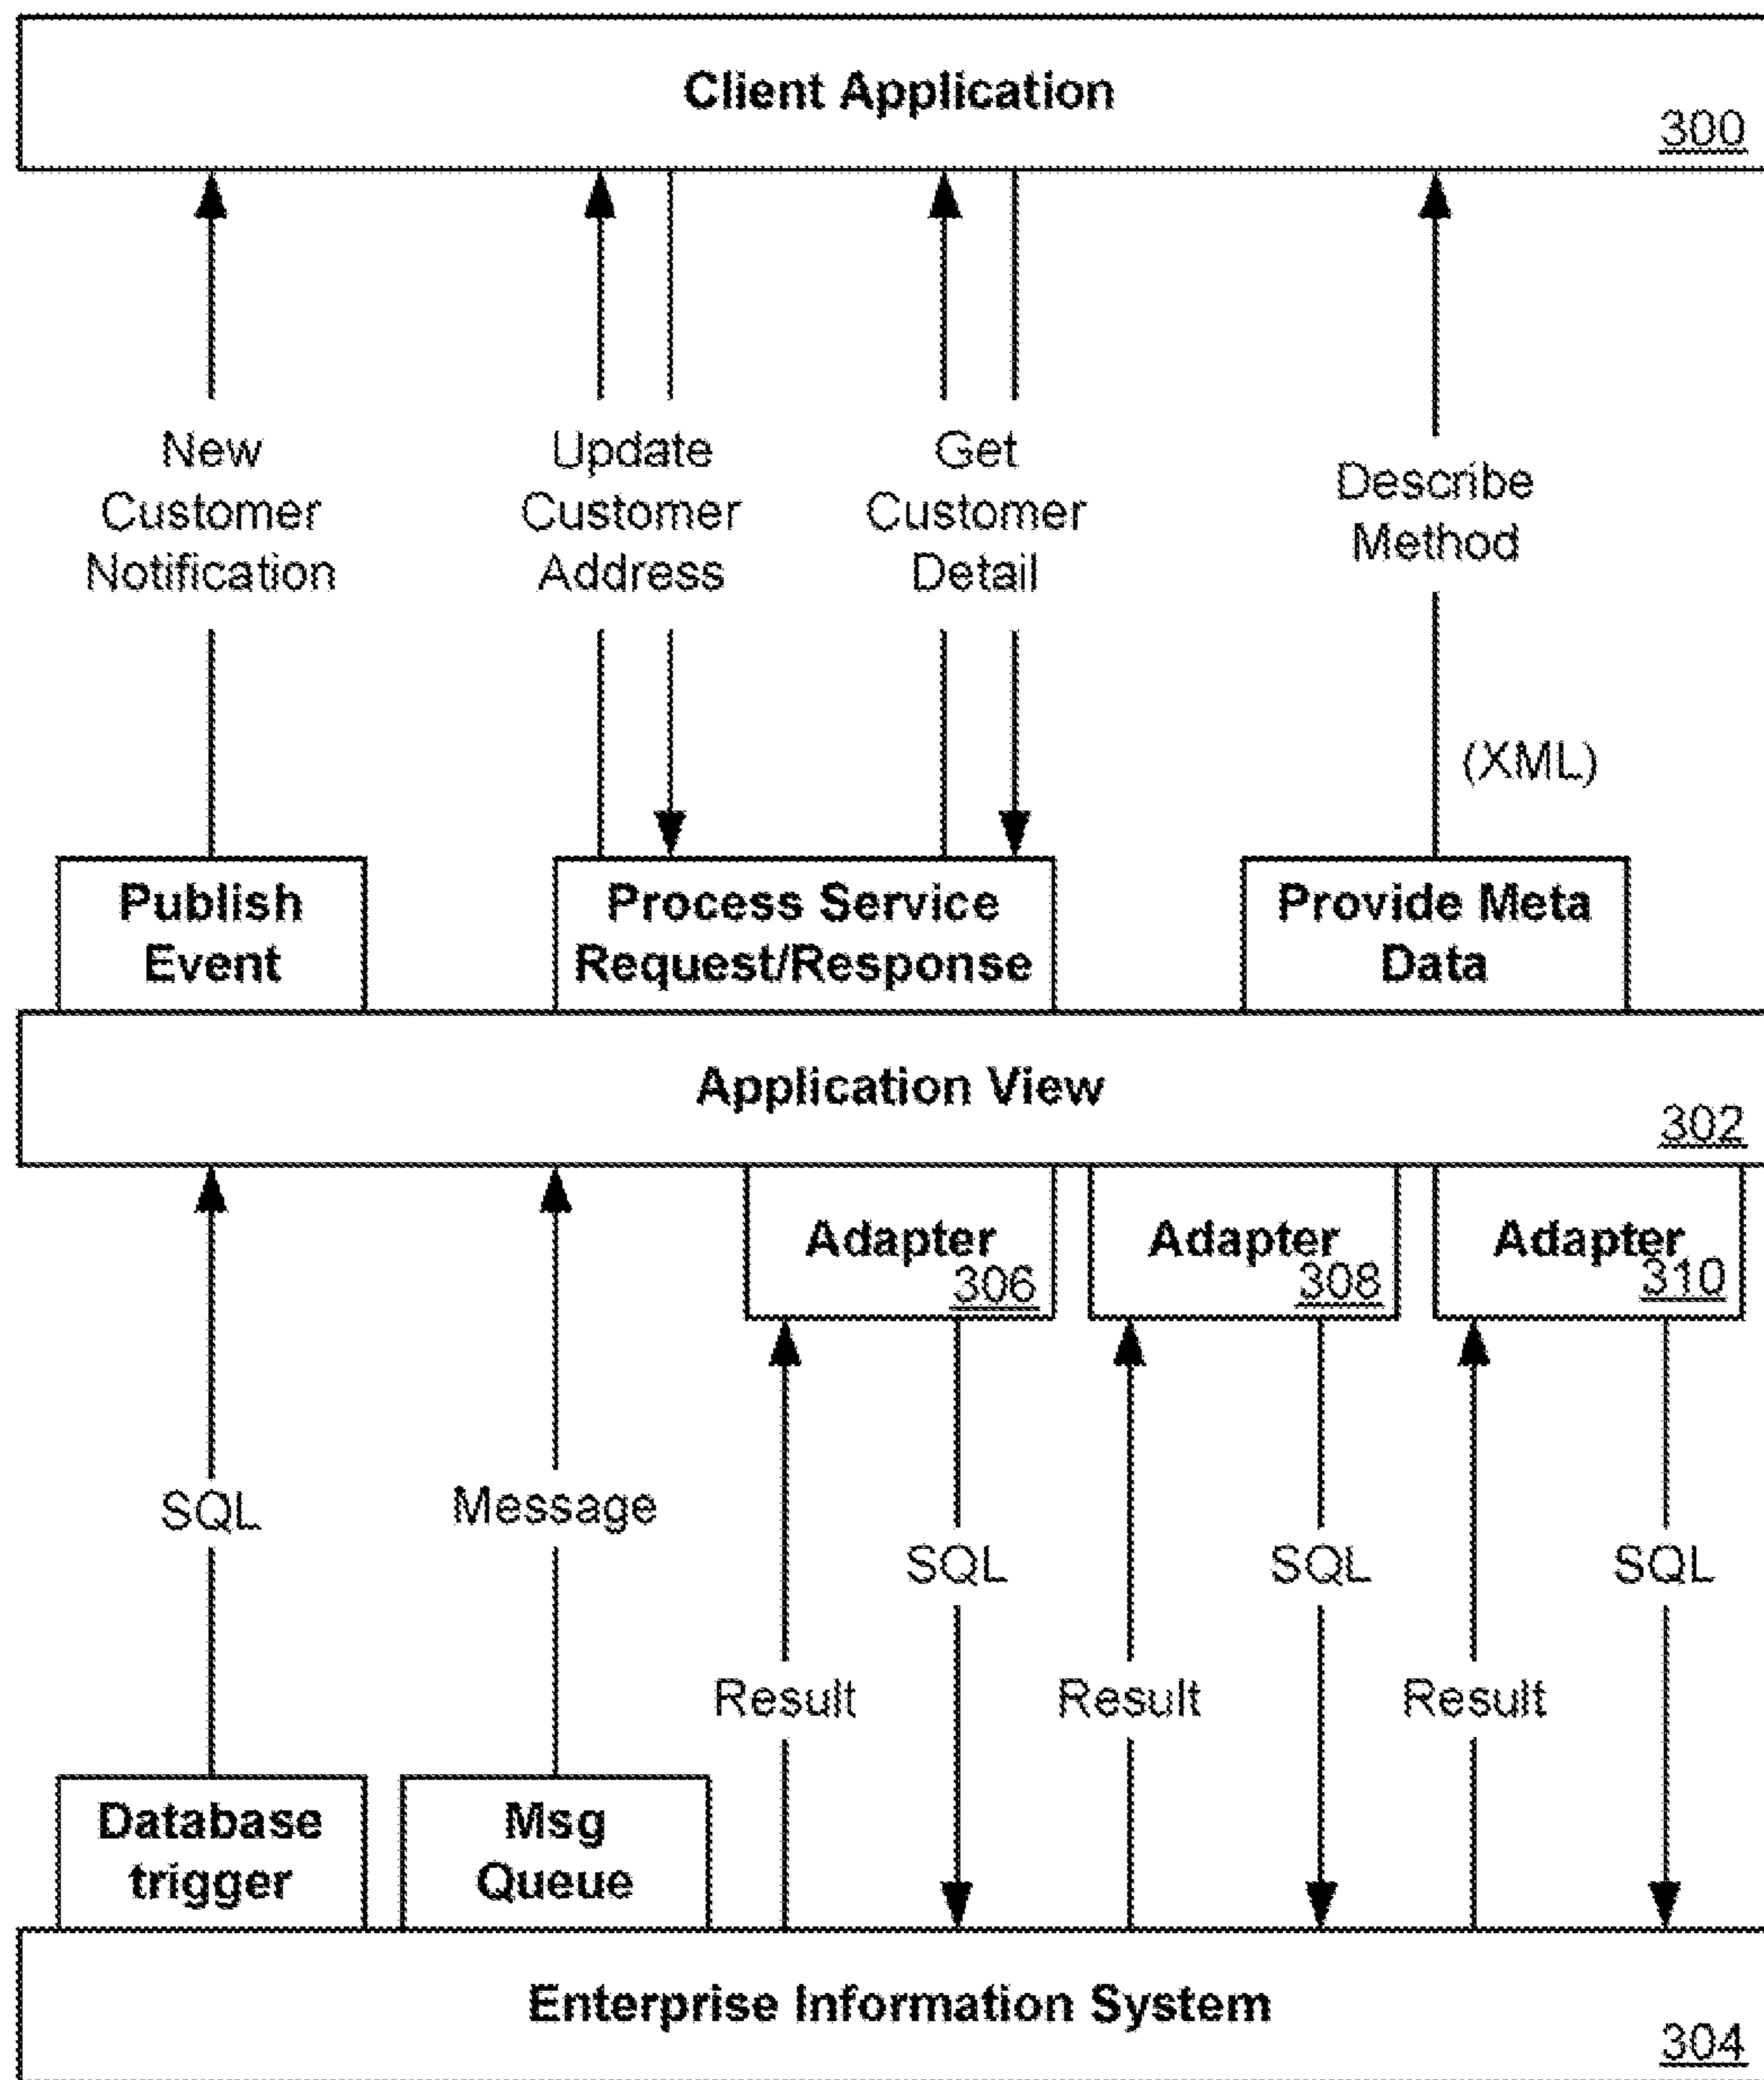 Client Application
300
New
Customer
Notification
Update
Customer
Address
Get
Customer
Detail
Describe
Method
(XML)
Publish
Event
Process Service
Request/Response
Provide Meta
Data
Application View
302
Adapter
306
Adapter
308
Adapter
310
SQL
Message
SQL
SQL
SQL
Result
Result
Result
Database
trigger
Msg
Queue
Enterprise Information System
304